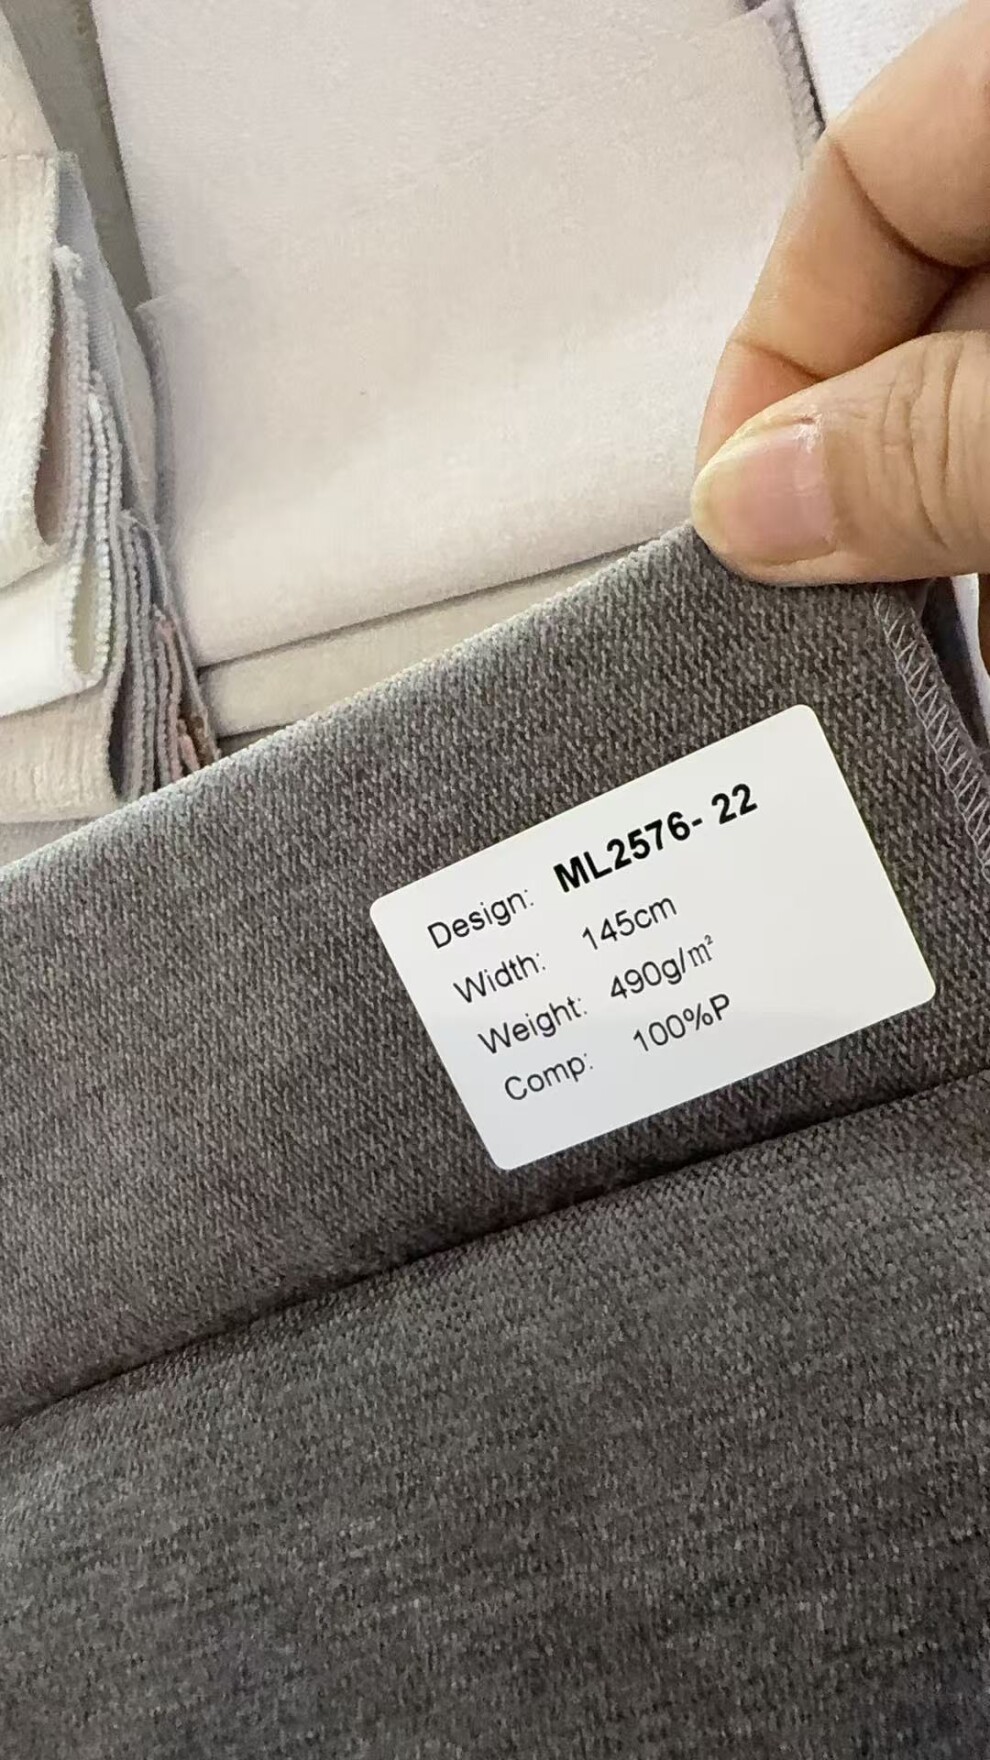 Design: ML2576- 22
Width: 145cm
Weight: 490g/m²
Comp: 100%P